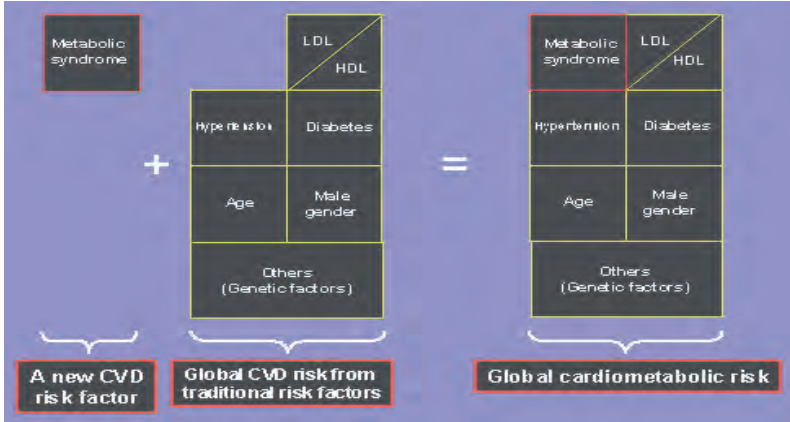 Metabolic
syndrome
+
LDL
HDL
Hypertension
Diabetes
Age
Male
gender
Others
(Genetic factors)
=
Metabolic
syndrome
LDL
HDL
Hypertension
Diabetes
Age
Male
gender
Others
(Genetic factors)
A new CVD
risk factor
Global CVD risk from
traditional risk factors
Global cardiometabolic risk